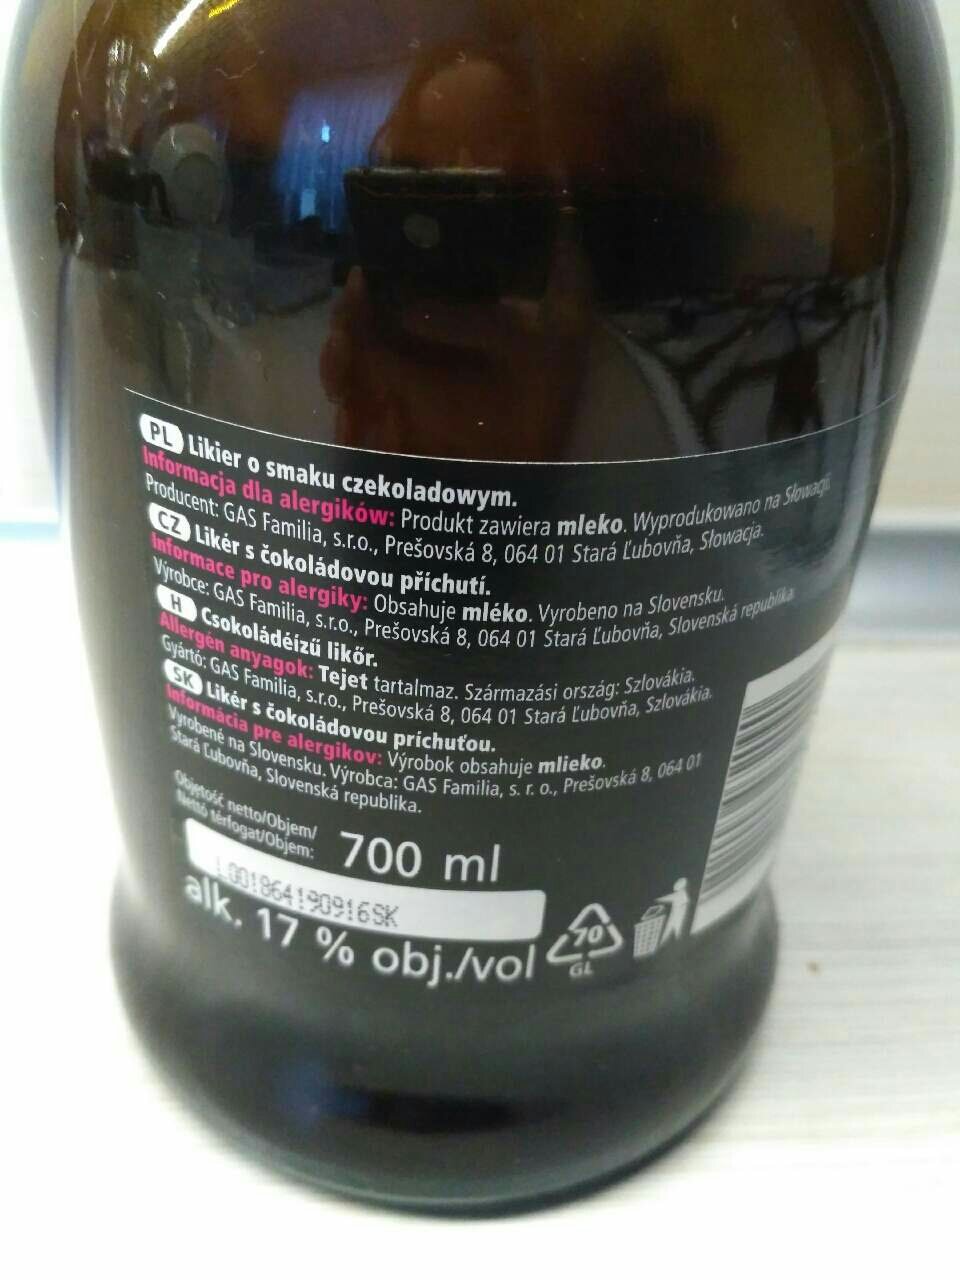 PL Likier o smaku czekoladowym.
Informacja dla alergików: Produkt zawiera mleko. Wyprodukowano na Słowacji.
Producent: GAS Familia, s.r.o., Prešovská 8, 064 01 Stará Ľubovňa, Słowacja.
CZ Likér s čokoládovou příchutí.
Informace pro alergiky: Obsahuje mléko. Vyrobeno na Slovensku.
Výrobce: GAS Familia, s.r.o., Prešovská 8, 064 01 Stará Ľubovňa, Slovenská republika.
H Csokoládéízű likőr.
Allergén anyagok: Tejet tartalmaz. Származási ország: Szlovákia.
Gyártó: GAS Familia, s.r.o., Prešovská 8, 064 01 Stará Ľubovňa, Szlovákia.
SK Likér s čokoládovou príchuťou.
Informácia pre alergikov: Výrobok obsahuje mlieko.
Vyrobené na Slovensku. Výrobca: GAS Familia, s. r. o., Prešovská 8, 064 01
Stará Ľubovňa, Slovenská republika.
Objętość netto/Objem/
Nettó térfogat/Objem:
700 ml
L001864190916SK
alk. 17 % obj./vol
70
GL